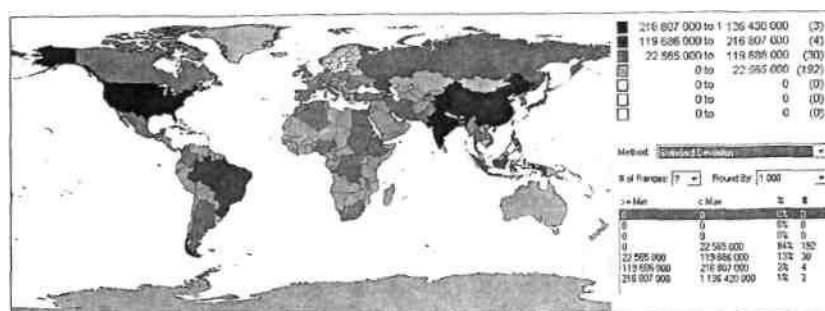 216 807 000 to 1 136 430 000 (3)
119 686 000 to 216 807 000 (4)
22 565 000 to 119 686 000 (30)
0 to 22 565 000 (192)
0 to 0 (0)
0 to 0 (0)
0 to 0 (0)
Method: Standard Deviation
# of Ranges: 7 Round By: 1 000
>= Min < Max % #
0 0 0% 0
0 0 0% 0
0 0 0% 0
0 22 565 000 84% 192
22 565 000 119 686 000 13% 30
119 686 000 216 807 000 2% 4
216 807 000 1 136 430 000 1% 3